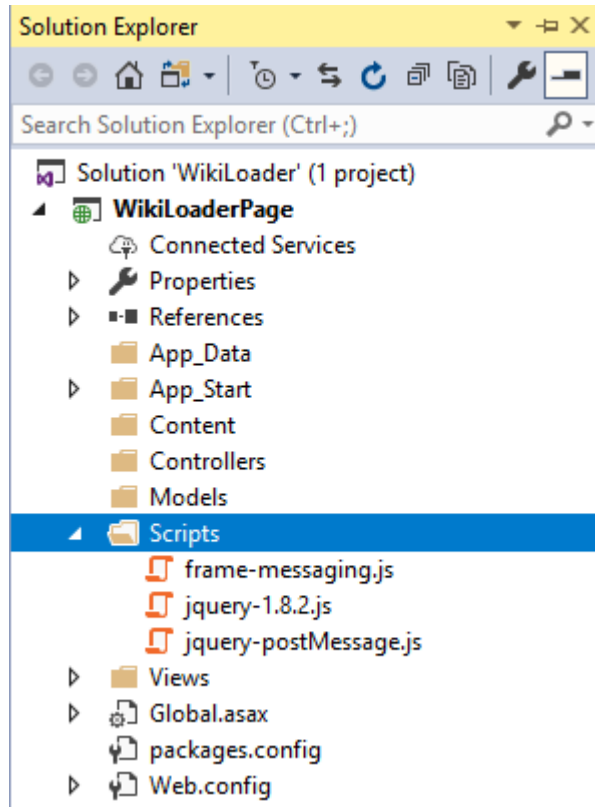 Solution Explorer
Search Solution Explorer (Ctrl+;)
Solution 'WikiLoader' (1 project)
WikiLoaderPage
Connected Services
Properties
References
App_Data
App_Start
Content
Controllers
Models
Scripts
frame-messaging.js
jquery-1.8.2.js
jquery-postMessage.js
Views
Global.asax
packages.config
Web.config